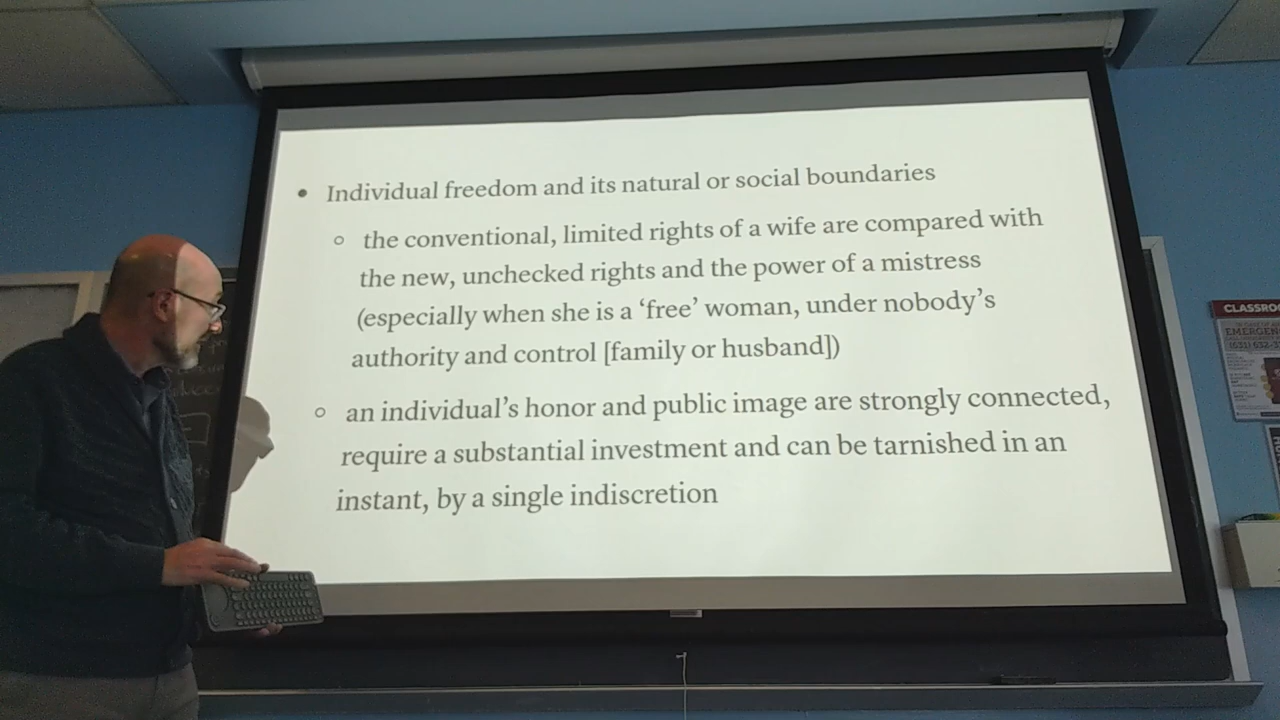 • Individual freedom and its natural or social boundaries
◦ the conventional, limited rights of a wife are compared with
the new, unchecked rights and the power of a mistress
(especially when she is a ‘free’ woman, under nobody’s
authority and control [family or husband])
◦ an individual’s honor and public image are strongly connected,
require a substantial investment and can be tarnished in an
instant, by a single indiscretion
CLASSROO
EMERGEN
(631) 632-3